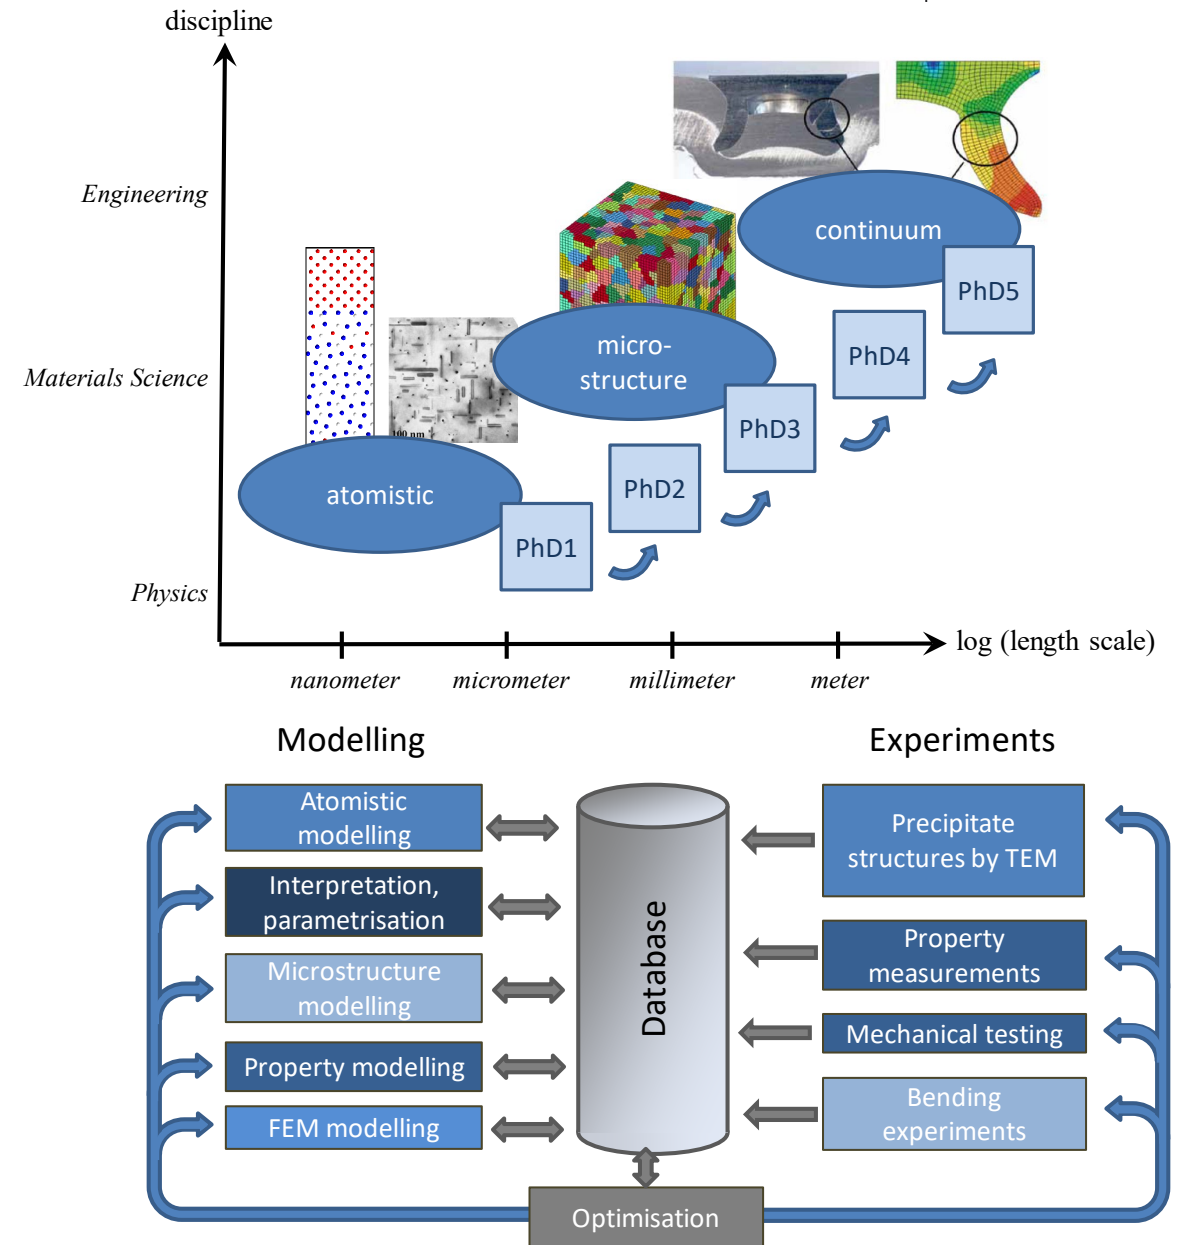 discipline
Engineering
continuum
PhD5
micro-
structure
PhD4
Materials Science
100 nm
PhD3
atomistic
PhD2
PhD1
Physics
log (length scale)
nanometer
micrometer
millimeter
meter
Modelling
Experiments
Atomistic
modelling
Interpretation,
parametrisation
Microstructure
modelling
Property modelling
FEM modelling
Database
Precipitate
structures by TEM
Property
measurements
Mechanical testing
Bending
experiments
Optimisation